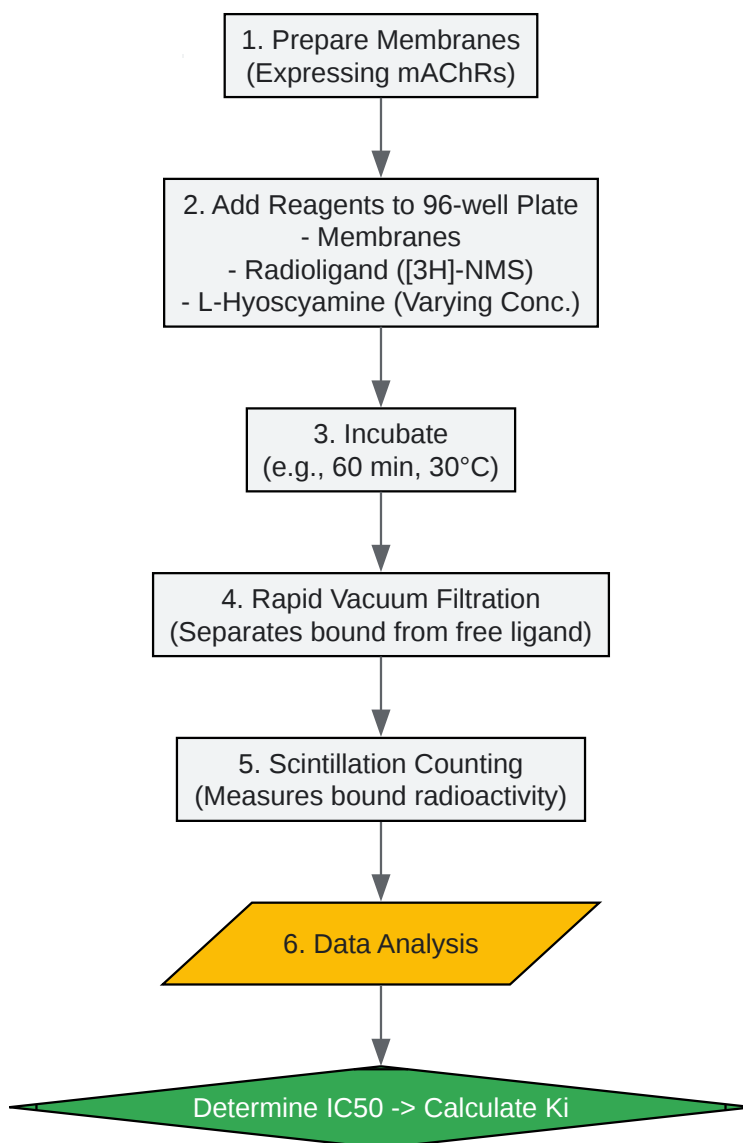 1. Prepare Membranes
(Expressing mAChRs)
2. Add Reagents to 96-well Plate
- Membranes
- Radioligand ([3H]-NMS)
- L-Hyoscyamine (Varying Conc.)
3. Incubate
(e.g., 60 min, 30°C)
4. Rapid Vacuum Filtration
(Separates bound from free ligand)
5. Scintillation Counting
(Measures bound radioactivity)
6. Data Analysis
Determine IC50 -> Calculate Ki